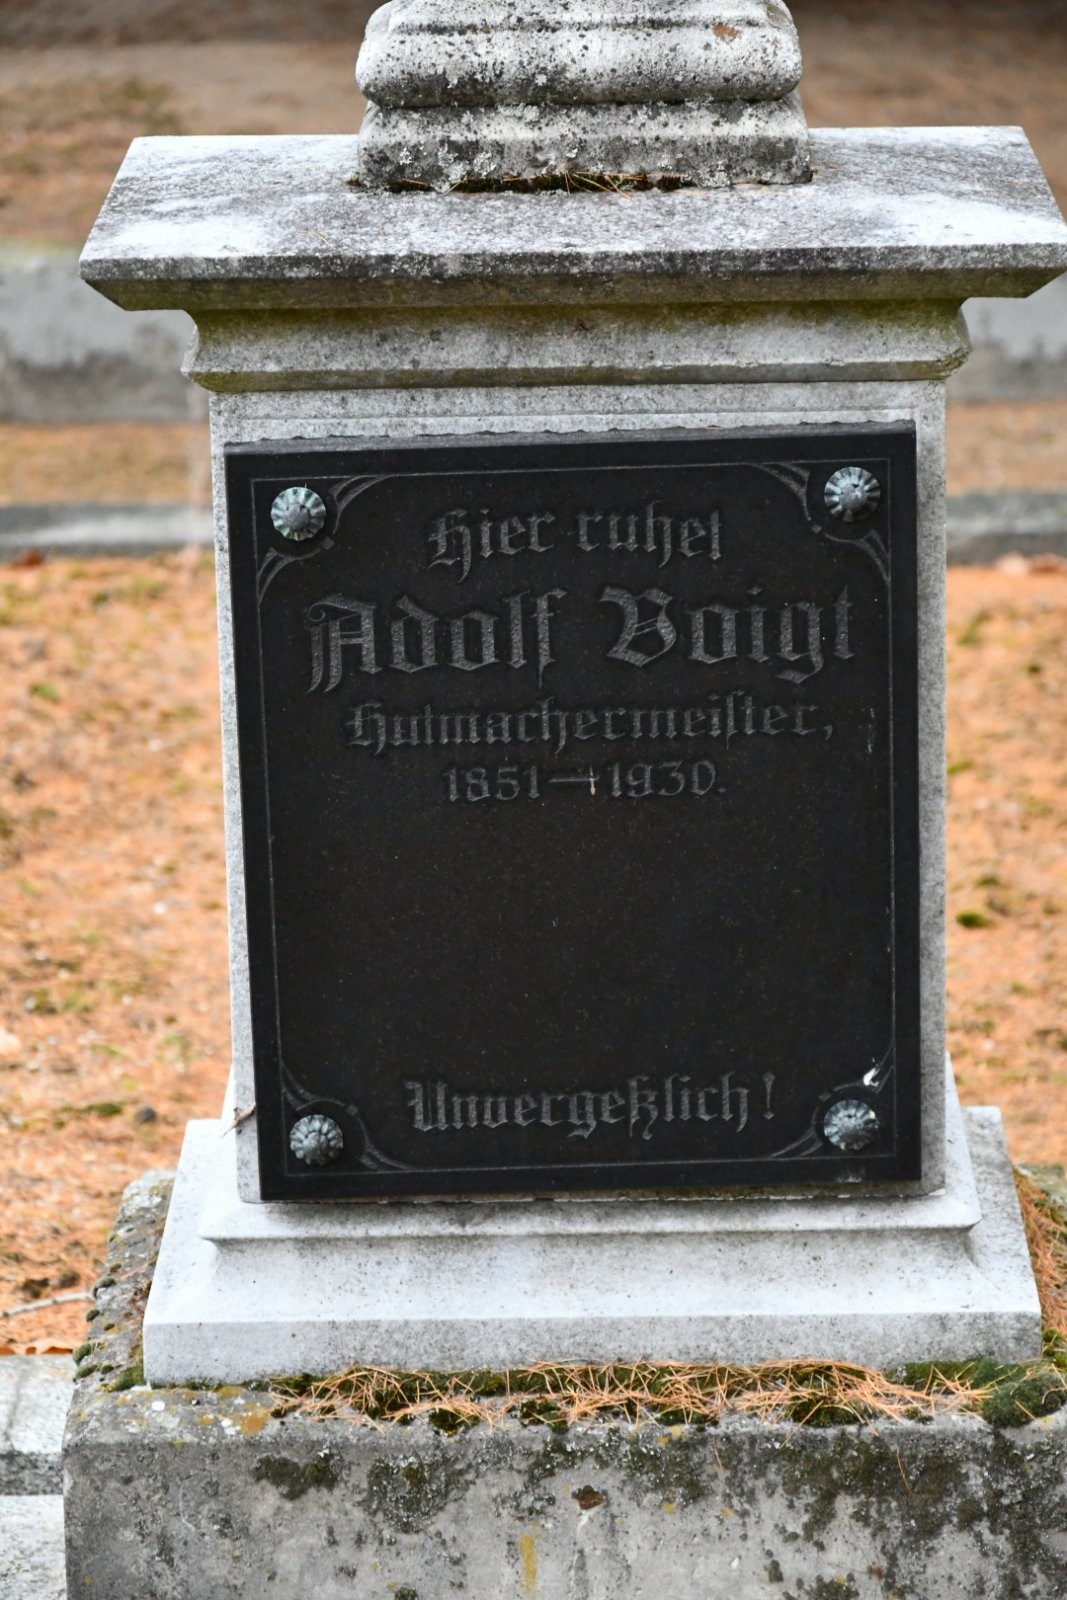 Hier ruhet
Adolf Voigt
Hutmachermeister,
1851 — 1930.
Unvergeßlich!